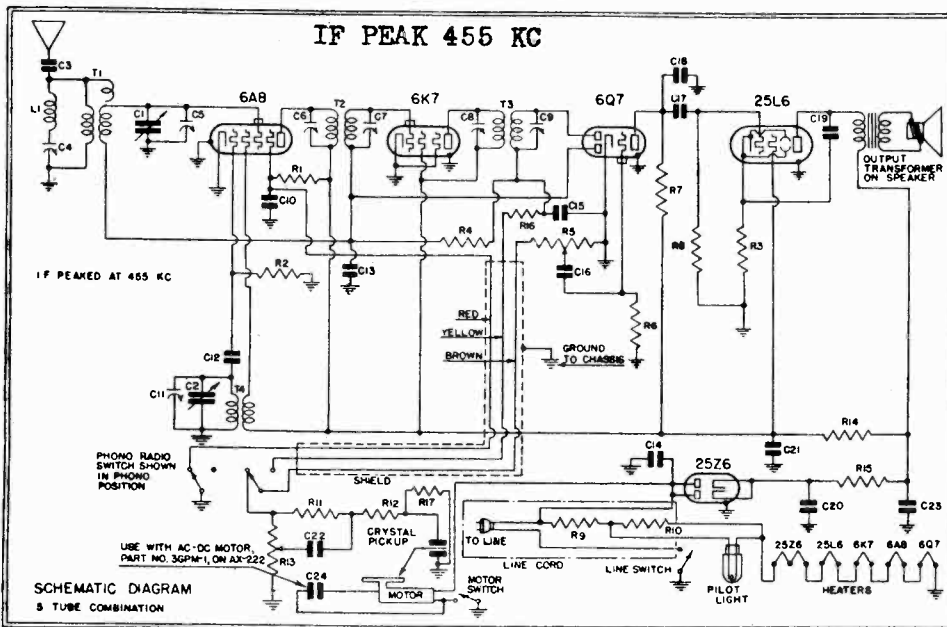 IF PEAK 455 KC
C3
T1
L1
C4
C1
C5
6A8
C6
T2
C7
6K7
C8
T3
C9
6Q7
C18
C17
25L6
C19
OUTPUT
TRANSFORMER
ON SPEAKER
R1
C10
R4
R16
C15
R5
C16
R7
R8
R3
R6
IF PEAKED AT 465 KC
R2
C13
RED
YELLOW
BROWN
GROUND
TO CHASSIS
C12
C11
C2
T4
PHONO RADIO
SWITCH SHOWN
IN PHONO
POSITION
SHIELD
C14
25Z6
C21
R14
R15
C20
C23
R11
R12
R17
CRYSTAL
PICKUP
C22
R13
USE WITH AC-DC MOTOR,
PART NO. 3GPM-1, ON AX-222
C24
MOTOR
MOTOR
SWITCH
TO LINE
R9
R10
LINE CORD
LINE SWITCH
PILOT
LIGHT
25Z6
25L6
6K7
6A8
6Q7
HEATERS
SCHEMATIC DIAGRAM
5 TUBE COMBINATION